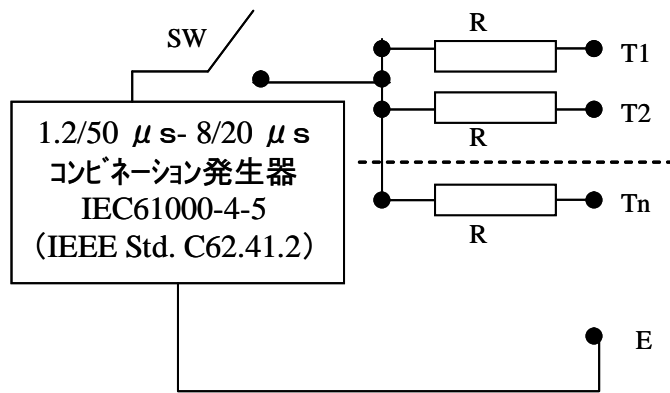 SW
R
T1
T2
R
1.2/50 μs- 8/20 μs
コンビネーション発生器
IEC61000-4-5
(IEEE Std. C62.41.2)
Tn
R
E